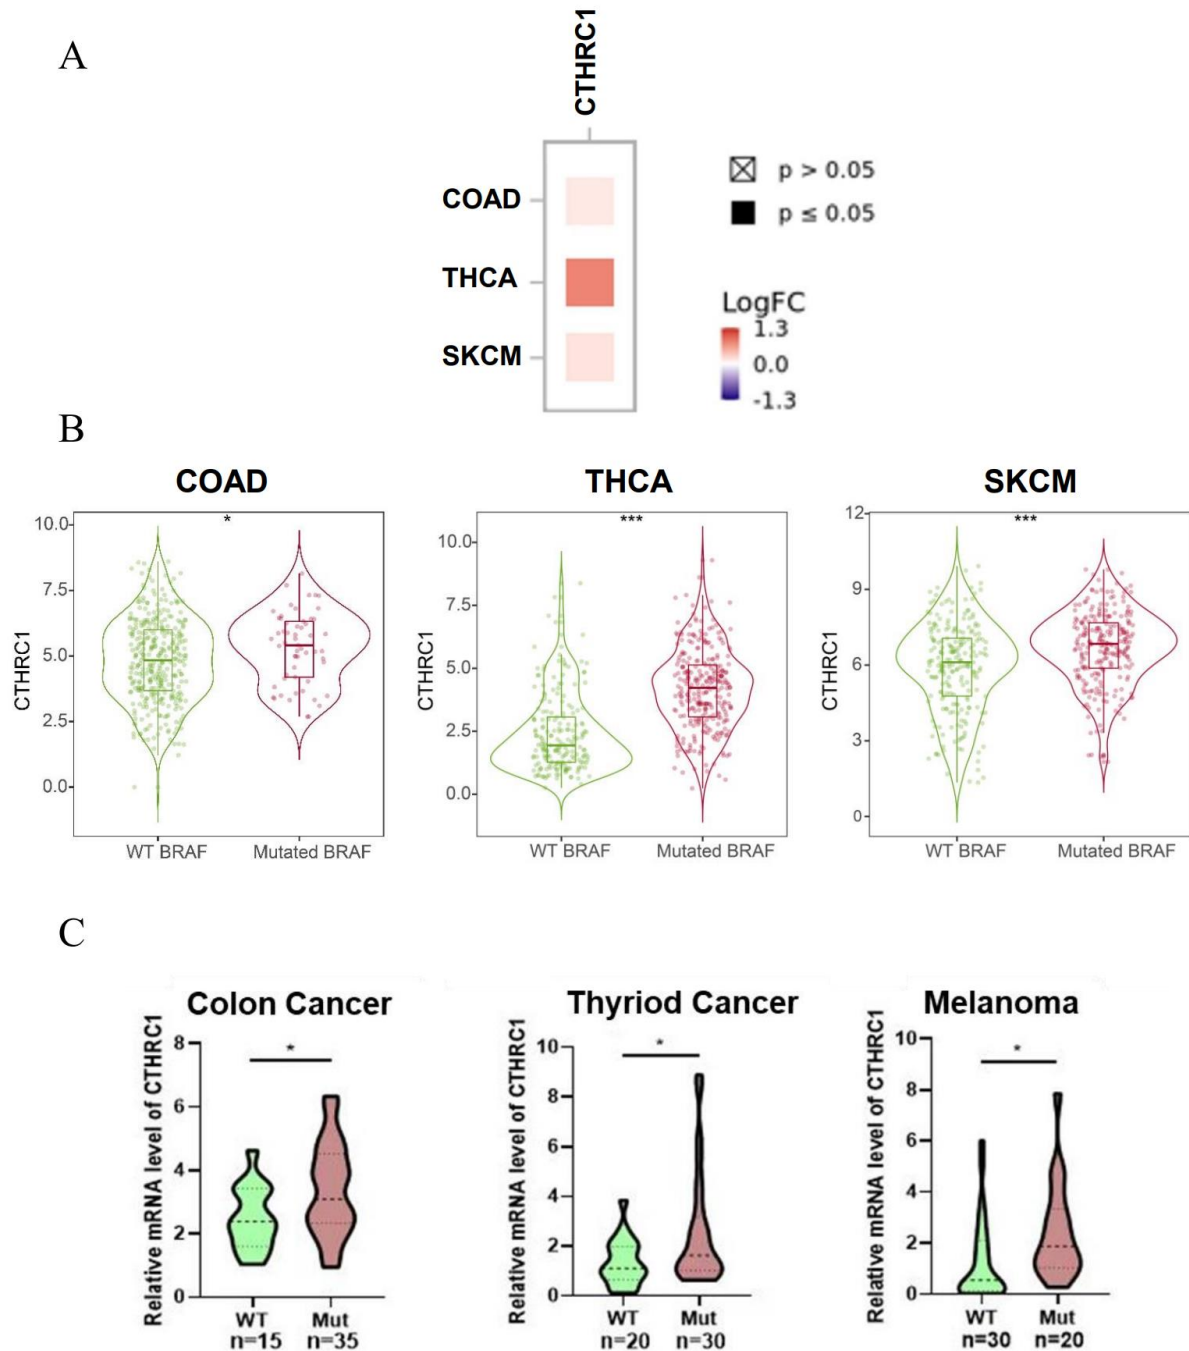 A
CTHRC1
COAD
THCA
SKCM
p > 0.05
p ≤ 0.05
LogFC
1.3
0.0
-1.3
B
COAD
*
CTHRC1
10.0
7.5
5.0
2.5
0.0
WT BRAF Mutated BRAF
THCA
***
CTHRC1
10.0
7.5
5.0
2.5
0.0
WT BRAF Mutated BRAF
SKCM
***
CTHRC1
12
9
6
3
0
WT BRAF Mutated BRAF
C
Colon Cancer
*
Relative mRNA level of CTHRC1
8
6
4
2
0
WT Mut
n=15 n=35
Thyriod Cancer
*
Relative mRNA level of CTHRC1
10
8
6
4
2
0
WT Mut
n=20 n=30
Melanoma
*
Relative mRNA level of CTHRC1
10
8
6
4
2
0
WT Mut
n=30 n=20